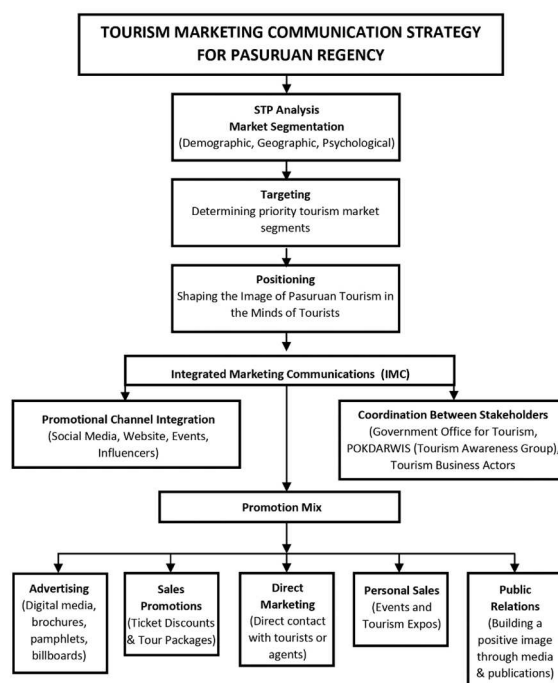 TOURISM MARKETING COMMUNICATION STRATEGY
FOR PASURUAN REGENCY
STP Analysis
Market Segmentation
(Demographic, Geographic, Psychological)
Targeting
Determining priority tourism market
segments
Positioning
Shaping the Image of Pasuruan Tourism in
the Minds of Tourists
Integrated Marketing Communications (IMC)
Promotional Channel Integration
(Social Media, Website, Events,
Influencers)
Coordination Between Stakeholders
(Government Office for Tourism,
POKDARWIS (Tourism Awareness Group),
Tourism Business Actors
Promotion Mix
Advertising
(Digital media,
brochures,
pamphlets,
billboards)
Sales
Promotions
(Ticket Discounts
& Tour Packages)
Direct
Marketing
(Direct contact
with tourists or
agents)
Personal Sales
(Events and
Tourism Expos)
Public
Relations
(Building a
positive image
through media
& publications)